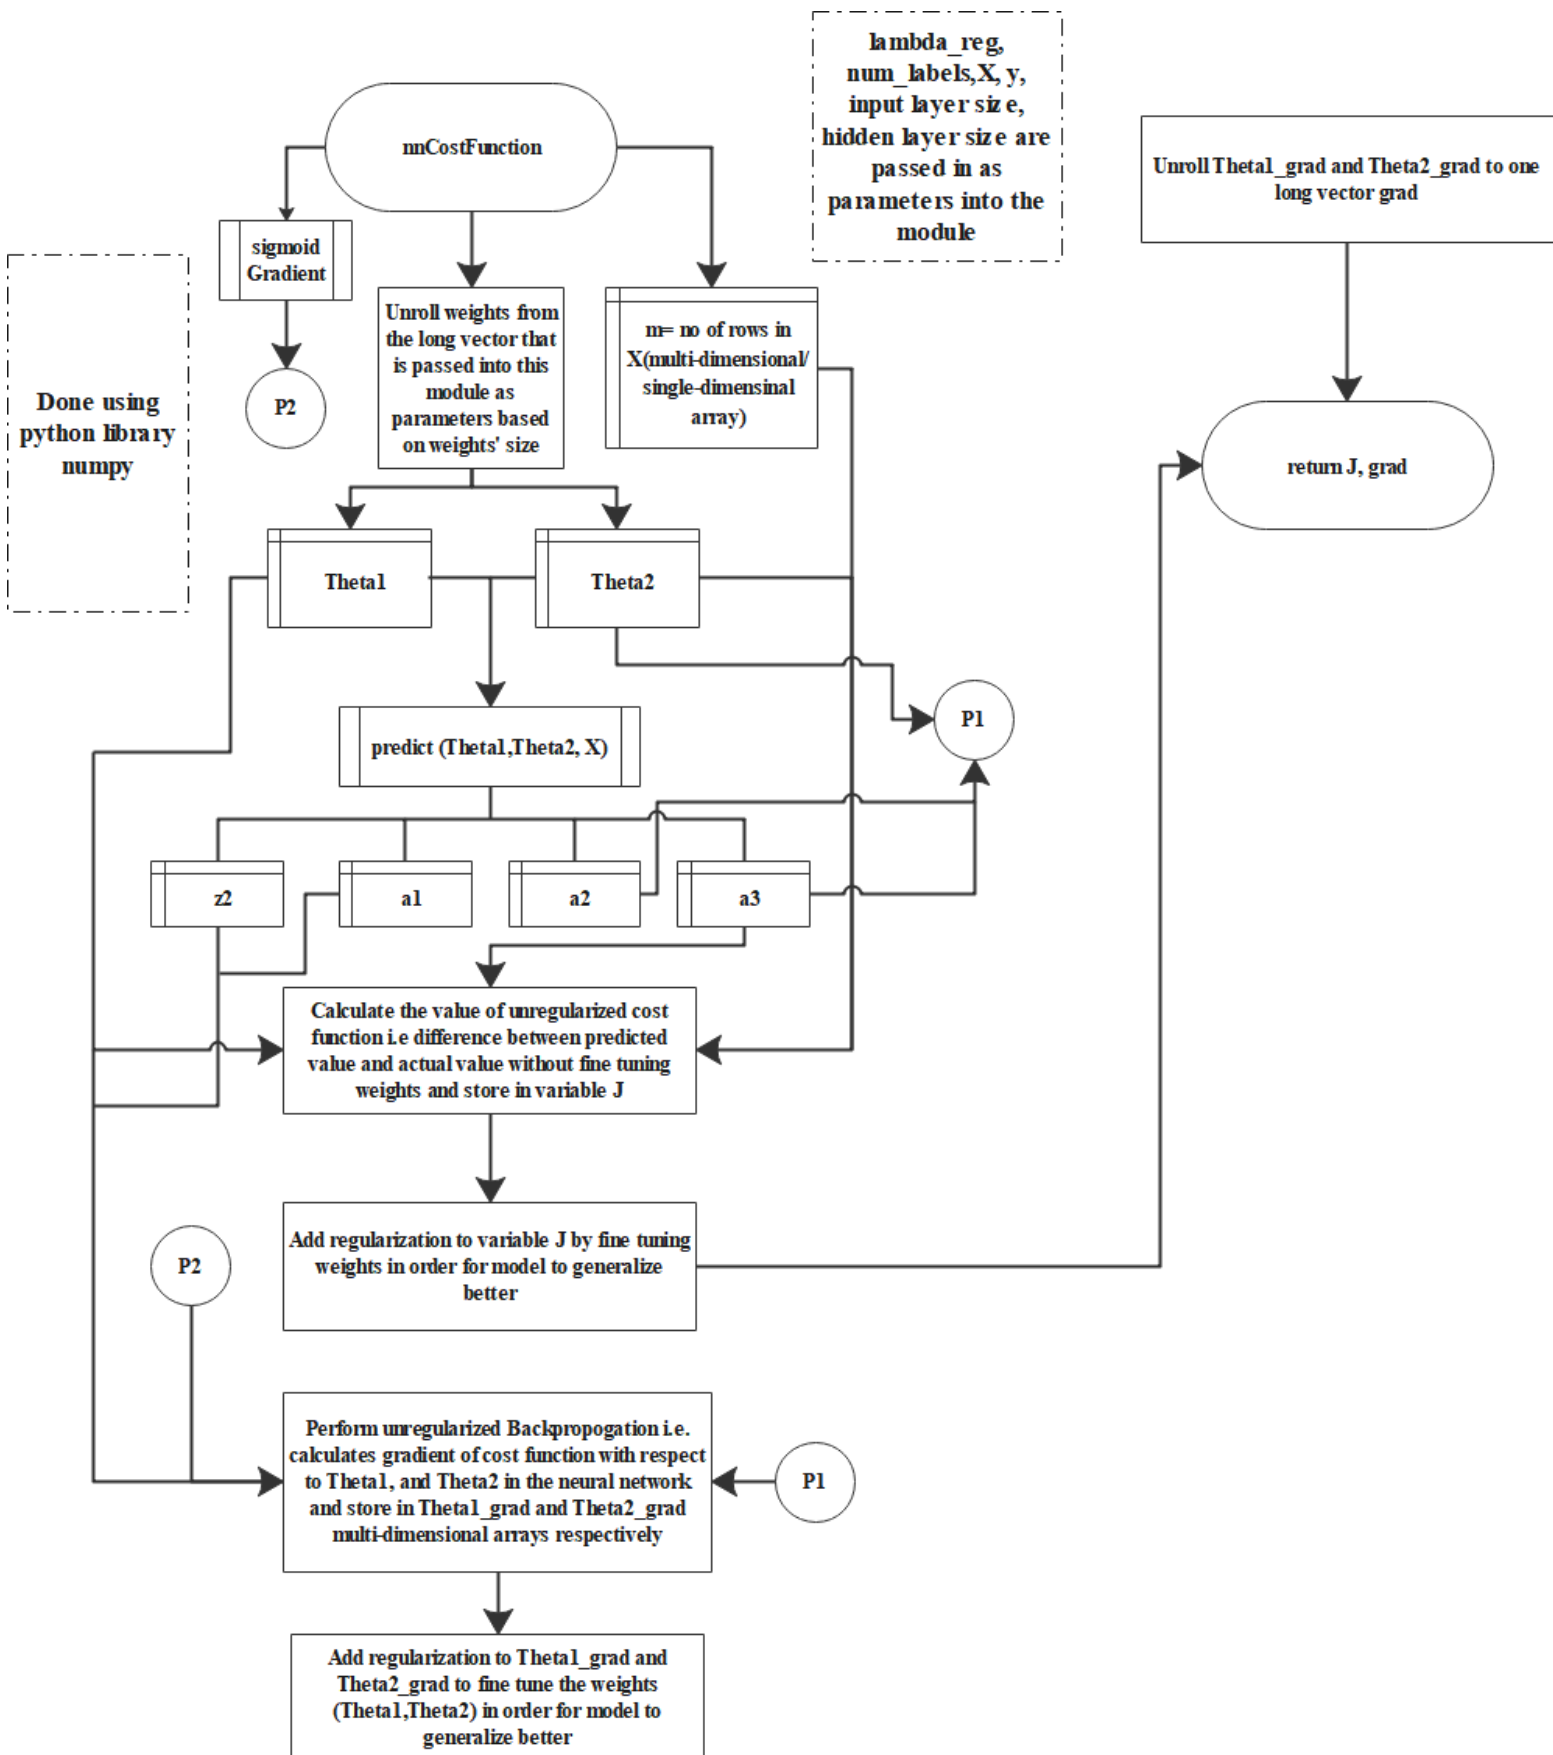 lambda_reg,
num_labels,X, y,
input layer size,
hidden layer size are
passed in as
parameters into the
module
nnCostFunction
Unroll Theta1_grad and Theta2_grad to one
long vector grad
sigmoid
Gradient
Unroll weights from
the long vector that
is passed into this
module as
parameters based
on weights' size
m= no of rows in
X(multi-dimensional/
single-dimensinal
array)
P2
Done using
python library
numpy
return J, grad
Theta1
Theta2
P1
predict (Theta1,Theta2, X)
z2
a1
a2
a3
Calculate the value of unregularized cost
function i.e difference between predicted
value and actual value without fine tuning
weights and store in variable J
P2
Add regularization to variable J by fine tuning
weights in order for model to generalize
better
Perform unregularized Backpropogation i.e.
calculates gradient of cost function with respect
to Theta1, and Theta2 in the neural network
and store in Theta1_grad and Theta2_grad
multi-dimensional arrays respectively
P1
Add regularization to Theta1_grad and
Theta2_grad to fine tune the weights
(Theta1,Theta2) in order for model to
generalize better